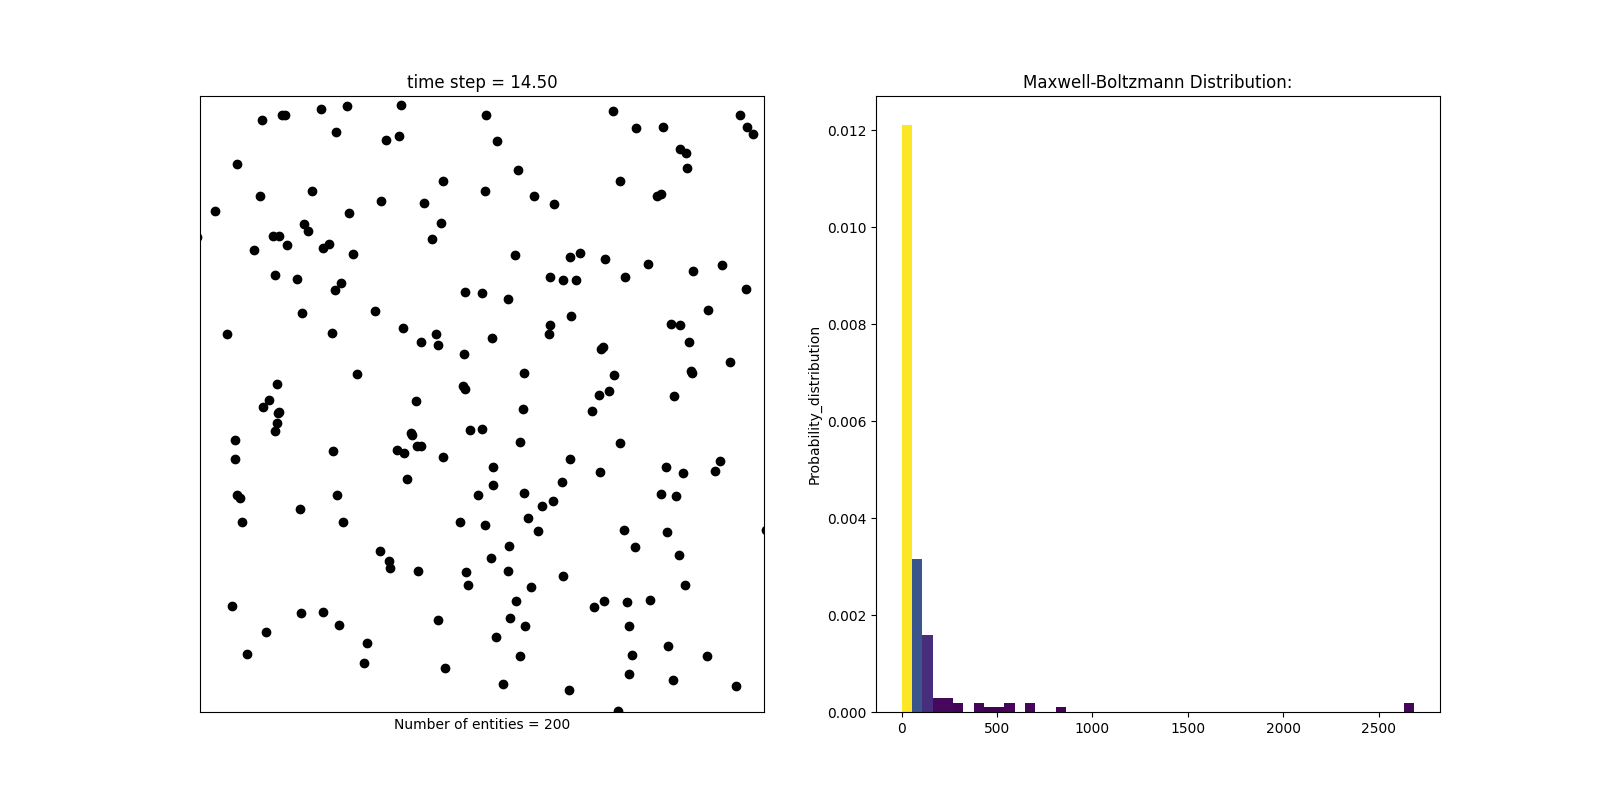 time step = 14.50
Number of entities = 200
Maxwell-Boltzmann Distribution:
Probability_distribution
0.012
0.010
0.008
0.006
0.004
0.002
0.000
0 500 1000 1500 2000 2500